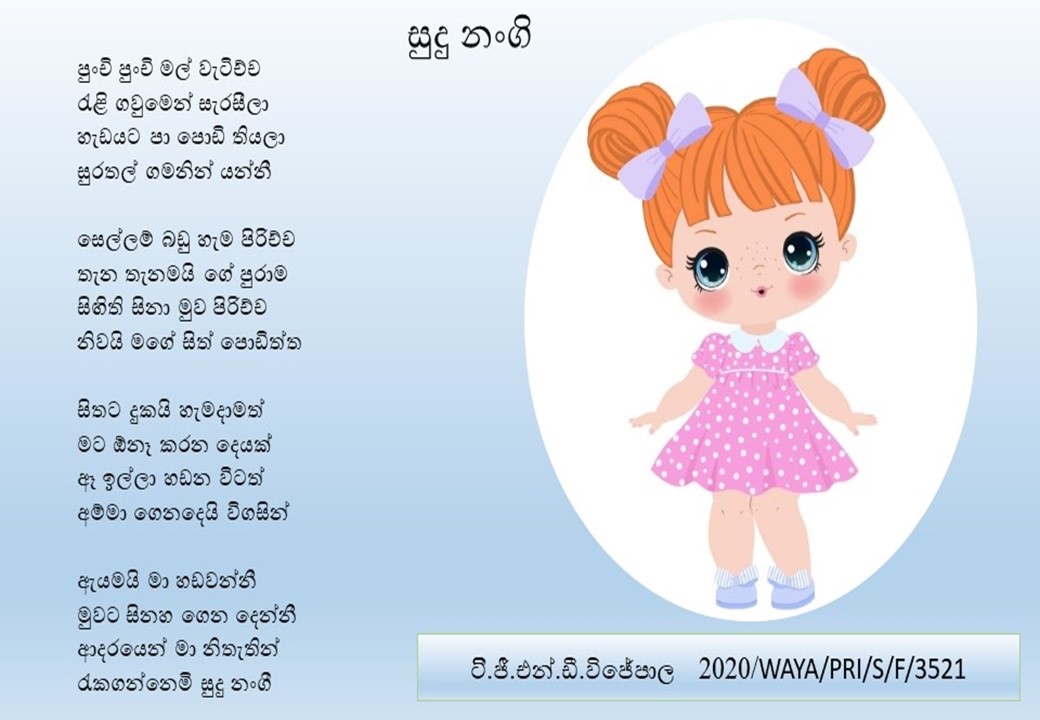 සුදු නංගි
පුංචි පුංචි මල් වැටිච්ච
රැළි ගවුමෙන් සැරසීලා
හැඩයට පා පොඩි තියලා
සුරතල් ගමනින් යන්නී
සෙල්ලම් බඩු හැම පිරිච්ච
තැන තැනමයි ගේ පුරාම
සිඟිති සිනා මුව පිරිච්ච
නිවයි මගේ සිත් පොඩිත්ත
සිතට දුකයි හැමදාමත්
මට ඕනෑ කරන දෙයක්
ඈ ඉල්ලා හඩන විටත්
අම්මා ගෙනදෙයි විගසින්
ඇයමයි මා හඩවන්නී
මුවට සිනහ ගෙන දෙන්නී
ආදරයෙන් මා නිතැතින්
රැකගන්නෙමි සුදු නංගී
ටී.ජී.එන්.ඩී.විජේපාල 2020/WAYA/PRI/S/F/3521